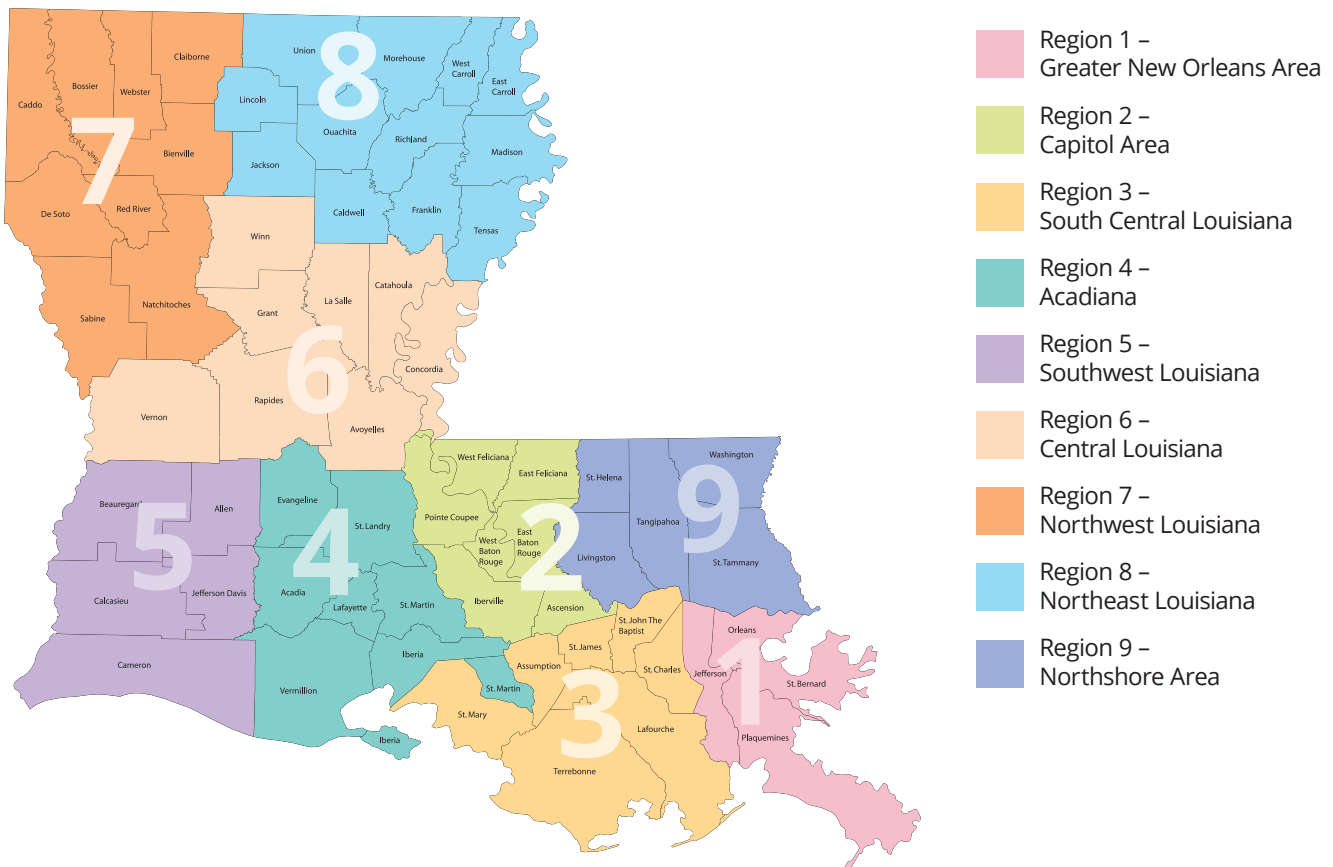 Union
Morehouse
West
Carroll
East
Carroll
Claiborne
Bossier
Webster
Caddo
Lincoln
8
Ouachita
Richland
Madison
7
Bienville
Jackson
De Soto
Red River
Caldwell
Franklin
Tensas
Winn
Catahoula
La Salle
Natchitoches
Grant
Sabine
6
Concordia
Rapides
Vernon
Avoyelles
West Feliciana
East Feliciana
St. Helena
Washington
Beauregard
Allen
Evangeline
St. Landry
Pointe Coupee
Tangipahoa
9
5
4
West
Baton
Rouge
East
Baton
Rouge
2
Livingston
St. Tammany
Calcasieu
Jefferson Davis
Acadia
Lafayette
St. Martin
Iberville
Ascension
St. John The
Baptist
Orleans
Cameron
Iberia
St. James
Assumption
St. Charles
Jefferson
1
St. Bernard
Vermillion
St. Martin
St. Mary
3
Lafourche
Plaquemines
Iberia
Terrebonne
Region 1 –
Greater New Orleans Area
Region 2 –
Capitol Area
Region 3 –
South Central Louisiana
Region 4 –
Acadiana
Region 5 –
Southwest Louisiana
Region 6 –
Central Louisiana
Region 7 –
Northwest Louisiana
Region 8 –
Northeast Louisiana
Region 9 –
Northshore Area